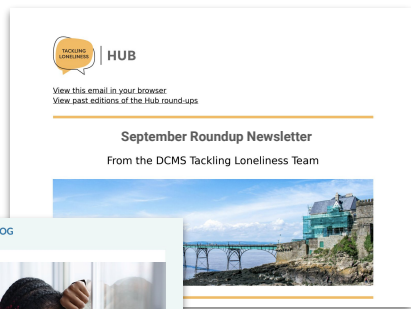 TACKLING
LONELINESS
HUB
View this email in your browser
View past editions of the Hub round-ups
September Roundup Newsletter
From the DCMS Tackling Loneliness Team
OG